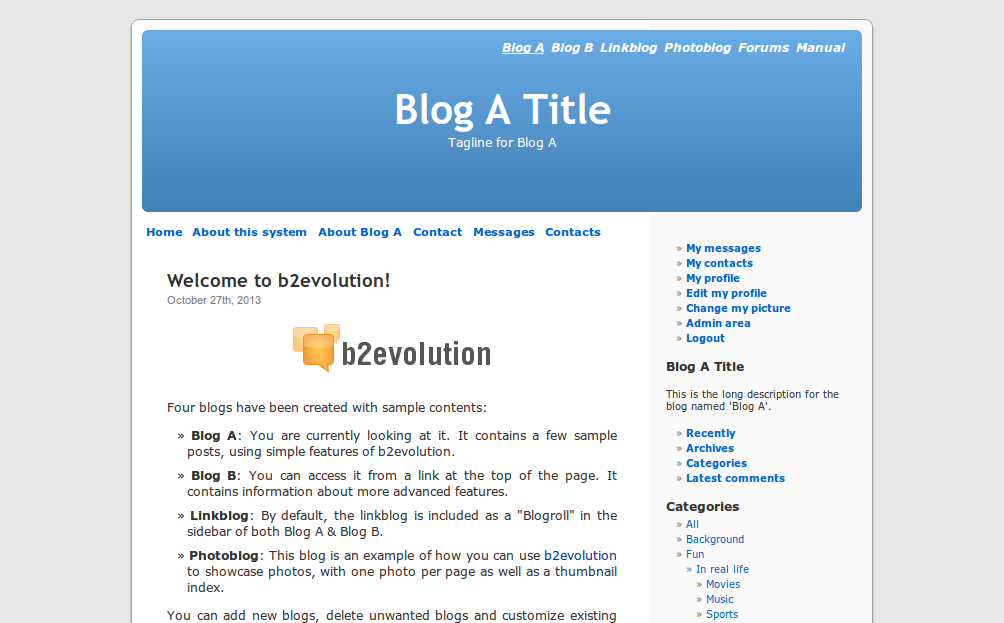 Blog A Blog B Linkblog Photoblog Forums Manual
Blog A Title
Tagline for Blog A
Home About this system About Blog A Contact Messages Contacts
Welcome to b2evolution!
October 27th, 2013
b2evolution
Four blogs have been created with sample contents:
» Blog A: You are currently looking at it. It contains a few sample
posts, using simple features of b2evolution.
» Blog B: You can access it from a link at the top of the page. It
contains information about more advanced features.
» Linkblog: By default, the linkblog is included as a "Blogroll" in the
sidebar of both Blog A & Blog B.
» Photoblog: This blog is an example of how you can use b2evolution
to showcase photos, with one photo per page as well as a thumbnail
index.
You can add new blogs, delete unwanted blogs and customize existing
» My messages
» My contacts
» My profile
» Edit my profile
» Change my picture
» Admin area
» Logout
Blog A Title
This is the long description for the
blog named 'Blog A'.
» Recently
» Archives
» Categories
» Latest comments
Categories
» All
» Background
» Fun
» In real life
» Movies
» Music
» Sports